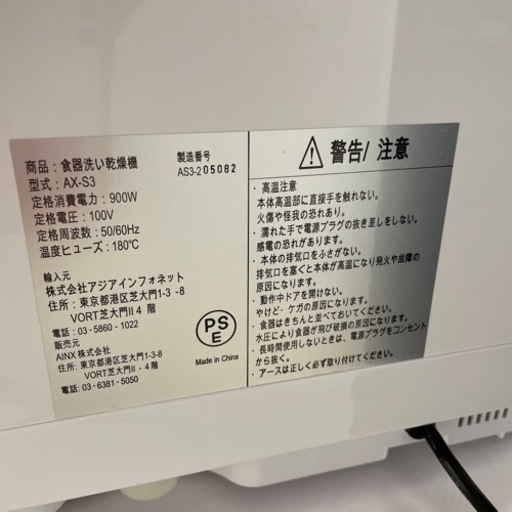 商品：食器洗い乾燥機
型式：AX-S3
定格消費電力：900W
定格電圧：100V
定格周波数：50/60Hz
温度ヒューズ：180℃
製造番号
AS3-205082
輸入元
株式会社アジアインフォネット
住所：東京都港区芝大門1-3-8
VORT芝大門II 4 階
電話：03-5860-1022
販売元
AINX株式会社
住所：東京都港区芝大門1-3-8
VORT芝大門II-4階
電話：03-6381-5050
PS
E
Made in China
警告/ 注意
・高温注意
本体高温部に直接手を触れない。
火傷や怪我の恐れあり。
・濡れた手で電源プラグの抜き差しをしない。
感電の恐れがあります。
・本体の排気口をふさがない。
排気口を塞ぐと本体が高温になり発火や故障の
原因になります。
・動作中ドアを開けない。
やけど・ケガの原因になります。
・食器はきちんと並べておいてください。
水圧により食器が飛び破損の原因になります。
・長時間使用しないときは、電源プラグをコンセント
から抜く。
・アースは正しく必ず取り付けてください。